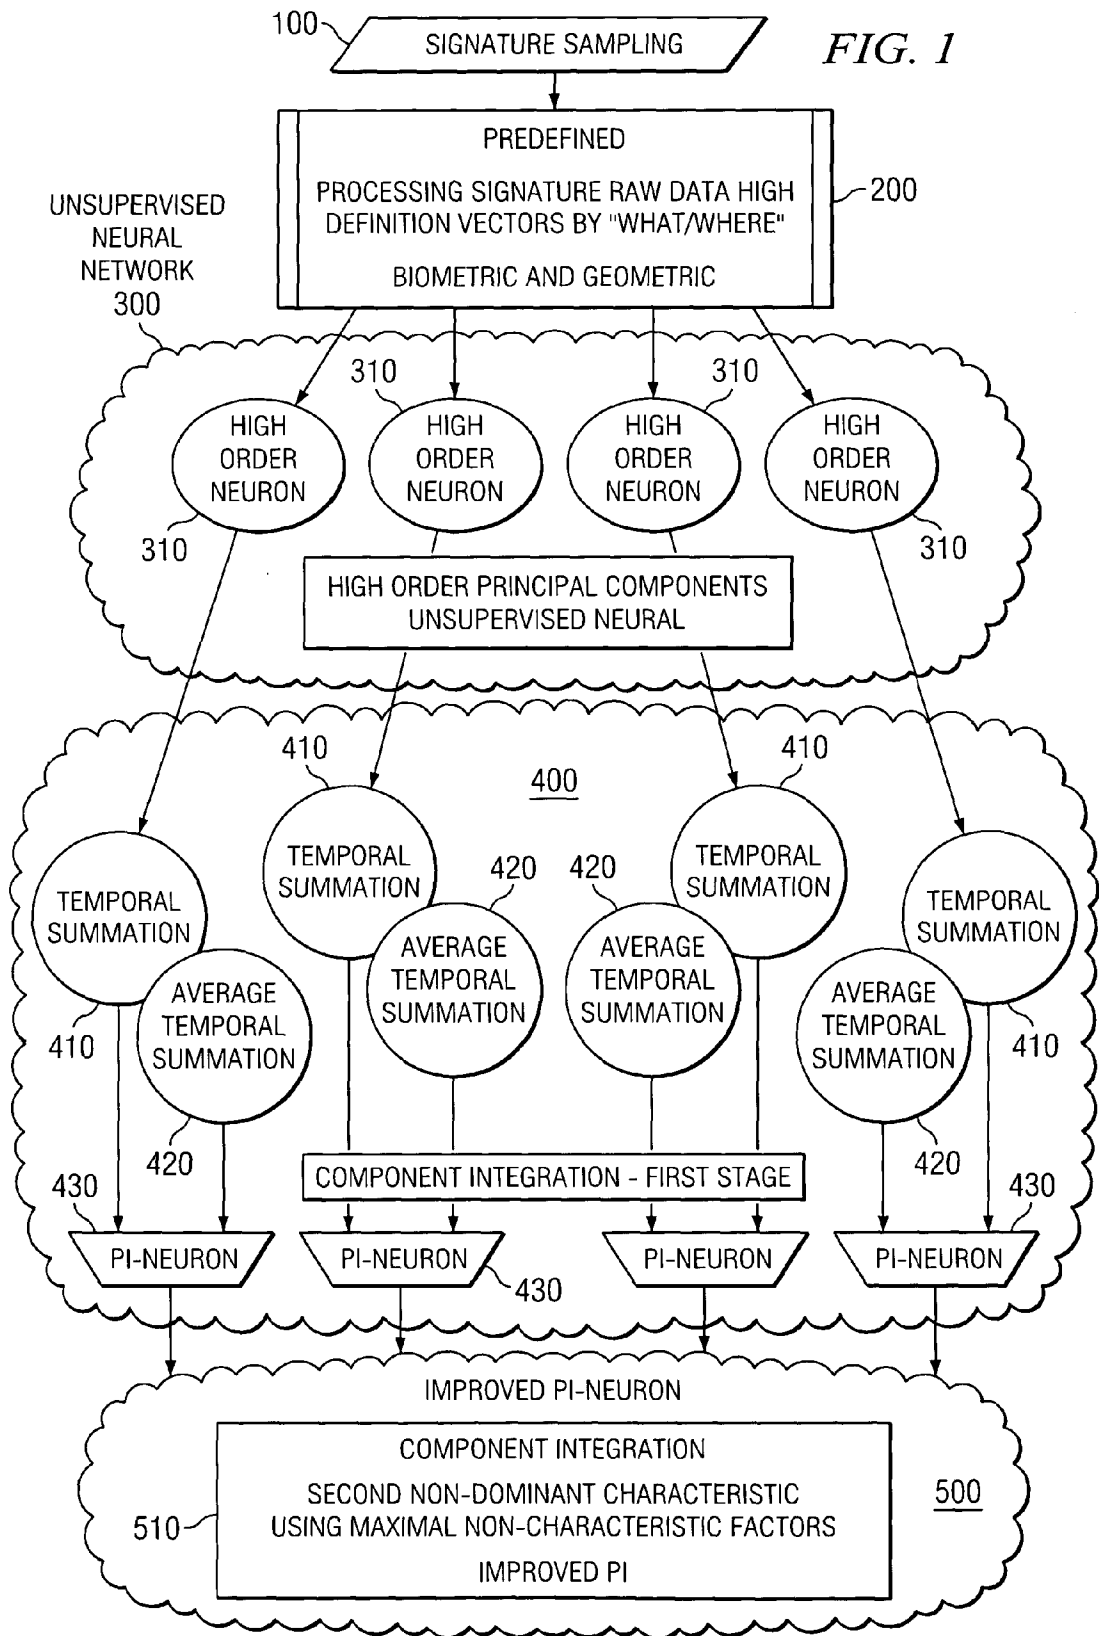 100
SIGNATURE SAMPLING
FIG. 1
PREDEFINED
PROCESSING SIGNATURE RAW DATA HIGH
DEFINITION VECTORS BY "WHAT/WHERE"
BIOMETRIC AND GEOMETRIC
200
UNSUPERVISED
NEURAL
NETWORK
300
310
310
HIGH
ORDER
NEURON
HIGH
ORDER
NEURON
HIGH
ORDER
NEURON
HIGH
ORDER
NEURON
310
310
HIGH ORDER PRINCIPAL COMPONENTS
UNSUPERVISED NEURAL
410
400
410
TEMPORAL
SUMMATION
TEMPORAL
SUMMATION
TEMPORAL
SUMMATION
TEMPORAL
SUMMATION
420
420
AVERAGE
TEMPORAL
SUMMATION
AVERAGE
TEMPORAL
SUMMATION
AVERAGE
TEMPORAL
SUMMATION
AVERAGE
TEMPORAL
SUMMATION
410
410
420
420
COMPONENT INTEGRATION - FIRST STAGE
430
430
PI-NEURON
PI-NEURON
PI-NEURON
PI-NEURON
430
IMPROVED PI-NEURON
COMPONENT INTEGRATION
SECOND NON-DOMINANT CHARACTERISTIC
USING MAXIMAL NON-CHARACTERISTIC FACTORS
IMPROVED PI
510
500